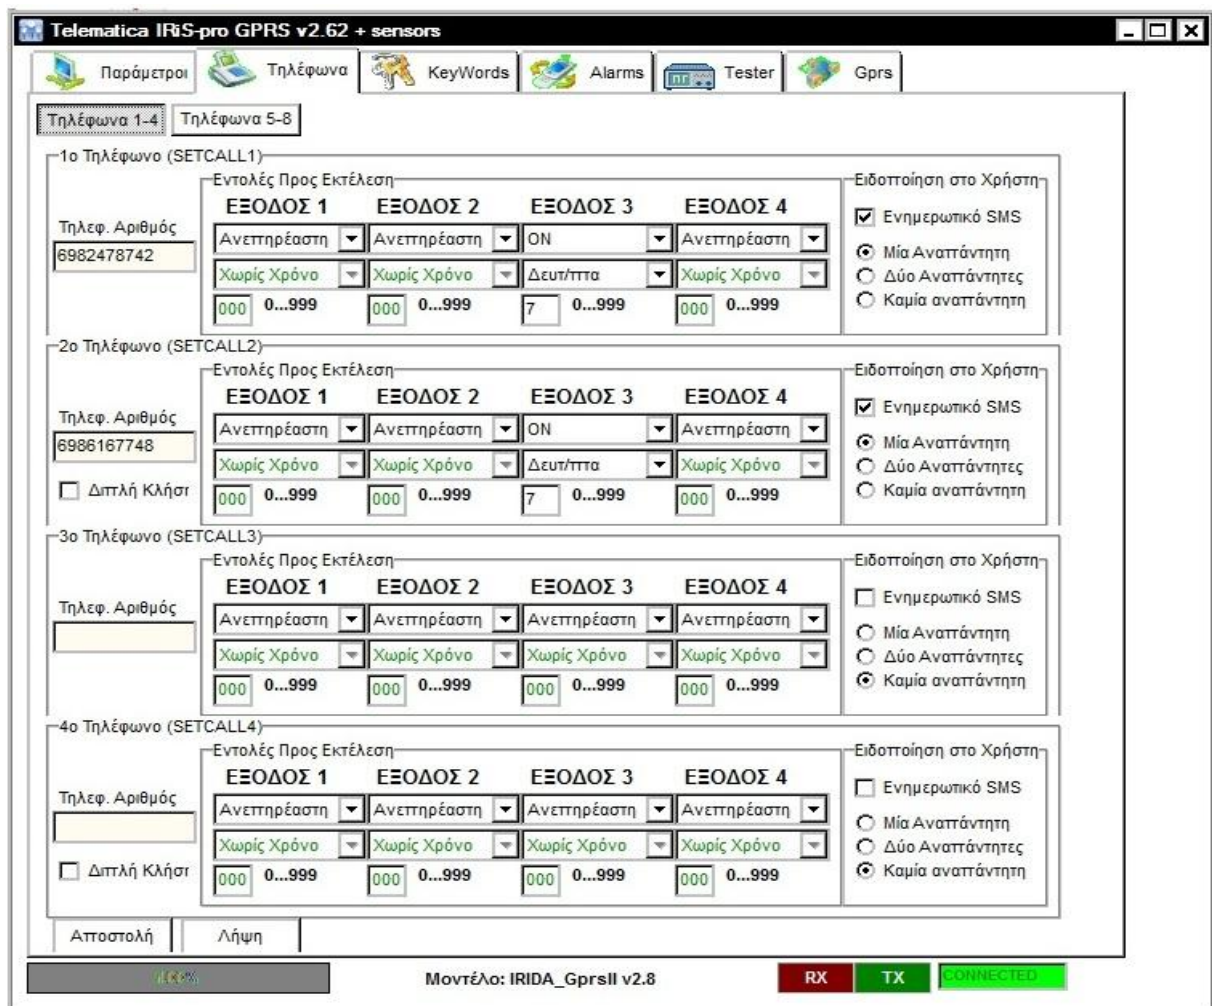 Telematica IRiS-pro GPRS v2.62 + sensors
Παράμετροι Τηλέφωνα KeyWords Alarms Tester Gprs
Τηλέφωνα 1-4 Τηλέφωνα 5-8
1ο Τηλέφωνο (SETCALL1)
Εντολές Προς Εκτέλεση Ειδοποίηση στο Χρήστη
ΕΞΟΔΟΣ 1 ΕΞΟΔΟΣ 2 ΕΞΟΔΟΣ 3 ΕΞΟΔΟΣ 4
Τηλεφ. Αριθμός Ενημερωτικό SMS
Ανεπηρέαστη Ανεπηρέαστη ON Ανεπηρέαστη
6982478742 Μία Αναπάντητη
Χωρίς Χρόνο Χωρίς Χρόνο Δευτ/πτα Χωρίς Χρόνο Δύο Αναπάντητες
000 0...999 000 0...999 7 0...999 000 0...999 Καμία αναπάντητη
2ο Τηλέφωνο (SETCALL2)
Εντολές Προς Εκτέλεση Ειδοποίηση στο Χρήστη
ΕΞΟΔΟΣ 1 ΕΞΟΔΟΣ 2 ΕΞΟΔΟΣ 3 ΕΞΟΔΟΣ 4
Τηλεφ. Αριθμός Ενημερωτικό SMS
Ανεπηρέαστη Ανεπηρέαστη ON Ανεπηρέαστη
6986167748 Μία Αναπάντητη
Χωρίς Χρόνο Χωρίς Χρόνο Δευτ/πτα Χωρίς Χρόνο Δύο Αναπάντητες
Διπλή Κλήσι 000 0...999 000 0...999 7 0...999 000 0...999 Καμία αναπάντητη
3ο Τηλέφωνο (SETCALL3)
Εντολές Προς Εκτέλεση Ειδοποίηση στο Χρήστη
ΕΞΟΔΟΣ 1 ΕΞΟΔΟΣ 2 ΕΞΟΔΟΣ 3 ΕΞΟΔΟΣ 4
Τηλεφ. Αριθμός Ενημερωτικό SMS
Ανεπηρέαστη Ανεπηρέαστη Ανεπηρέαστη Ανεπηρέαστη Μία Αναπάντητη
Χωρίς Χρόνο Χωρίς Χρόνο Χωρίς Χρόνο Χωρίς Χρόνο Δύο Αναπάντητες
000 0...999 000 0...999 000 0...999 000 0...999 Καμία αναπάντητη
4ο Τηλέφωνο (SETCALL4)
Εντολές Προς Εκτέλεση Ειδοποίηση στο Χρήστη
ΕΞΟΔΟΣ 1 ΕΞΟΔΟΣ 2 ΕΞΟΔΟΣ 3 ΕΞΟΔΟΣ 4
Τηλεφ. Αριθμός Ενημερωτικό SMS
Ανεπηρέαστη Ανεπηρέαστη Ανεπηρέαστη Ανεπηρέαστη Μία Αναπάντητη
Χωρίς Χρόνο Χωρίς Χρόνο Χωρίς Χρόνο Χωρίς Χρόνο Δύο Αναπάντητες
Διπλή Κλήσι 000 0...999 000 0...999 000 0...999 000 0...999 Καμία αναπάντητη
Αποστολή Λήψη
Μοντέλο: IRIDA_GprsII v2.8 RX TX CONNECTED